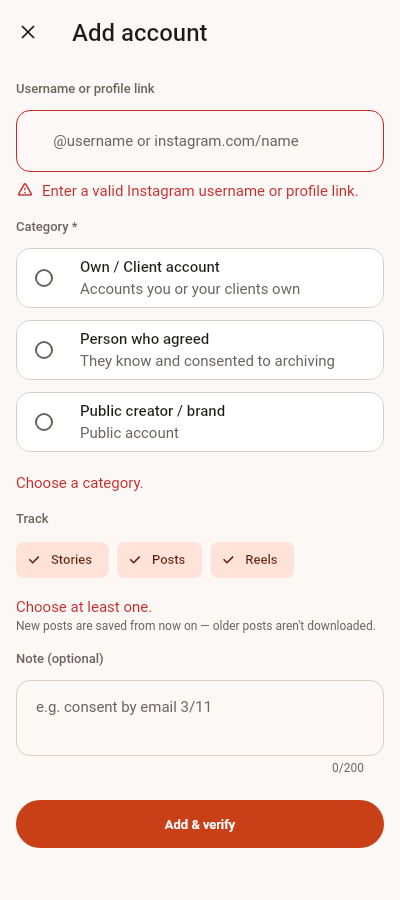 Add account
Username or profile link
@username or instagram.com/name
Enter a valid Instagram username or profile link.
Category *
Own / Client account
Accounts you or your clients own
Person who agreed
They know and consented to archiving
Public creator / brand
Public account
Choose a category.
Track
Stories Posts Reels
Choose at least one.
New posts are saved from now on — older posts aren't downloaded.
Note (optional)
e.g. consent by email 3/11
0/200
Add & verify